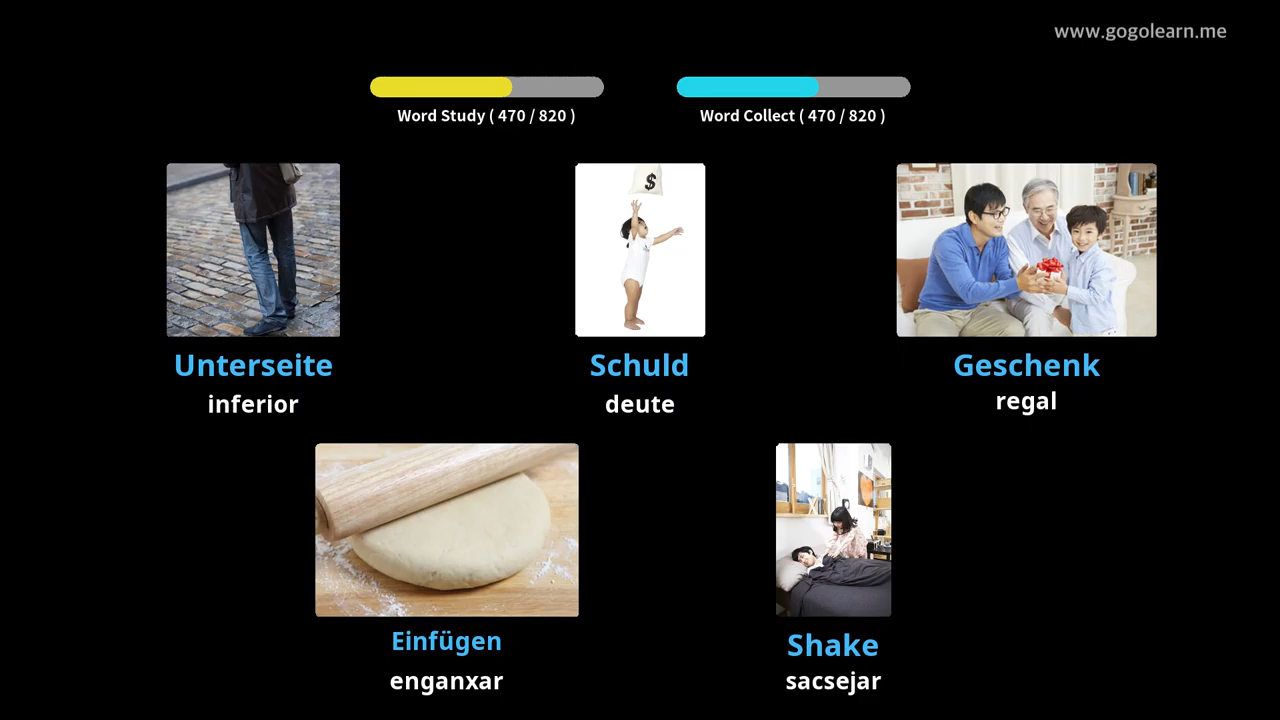 www.gogolearn.me
Word Study ( 470 / 820 )
Word Collect ( 470 / 820 )
$
Unterseite
inferior
Schuld
deute
Geschenk
regal
Einfügen
enganxar
Shake
sacsejar